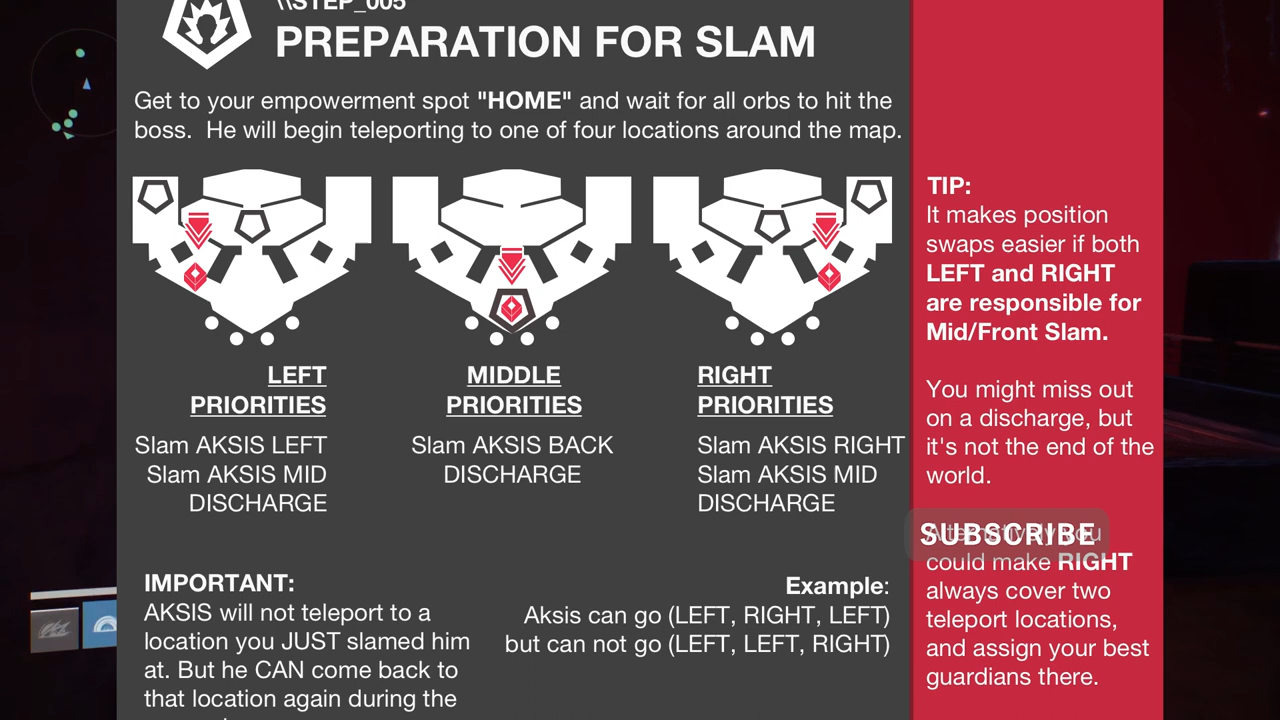 \\STEP_005
PREPARATION FOR SLAM
Get to your empowerment spot "HOME" and wait for all orbs to hit the
boss. He will begin teleporting to one of four locations around the map.
LEFT
PRIORITIES
Slam AKSIS LEFT
Slam AKSIS MID
DISCHARGE
MIDDLE
PRIORITIES
Slam AKSIS BACK
DISCHARGE
RIGHT
PRIORITIES
Slam AKSIS RIGHT
Slam AKSIS MID
DISCHARGE
IMPORTANT:
AKSIS will not teleport to a
location you JUST slamed him
at. But he CAN come back to
that location again during the
Example:
Aksis can go (LEFT, RIGHT, LEFT)
but can not go (LEFT, LEFT, RIGHT)
TIP:
It makes position
swaps easier if both
LEFT and RIGHT
are responsible for
Mid/Front Slam.
You might miss out
on a discharge, but
it's not the end of the
world.
SUBSCRIBE
could make RIGHT
always cover two
teleport locations,
and assign your best
guardians there.